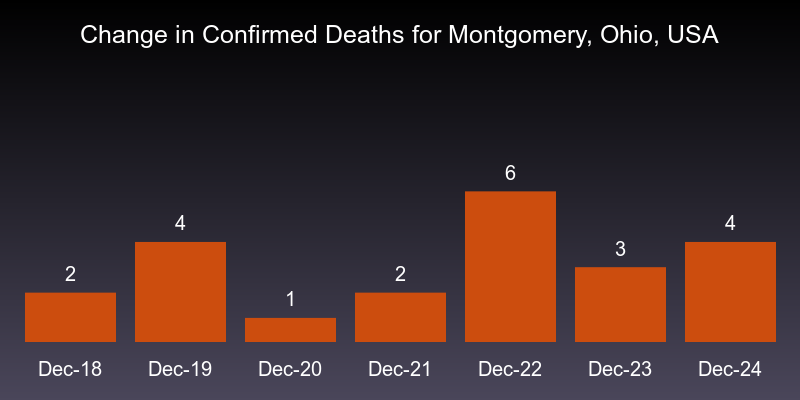 Change in Confirmed Deaths for Montgomery, Ohio, USA
2 4 1 2 6 3 4
Dec-18 Dec-19 Dec-20 Dec-21 Dec-22 Dec-23 Dec-24